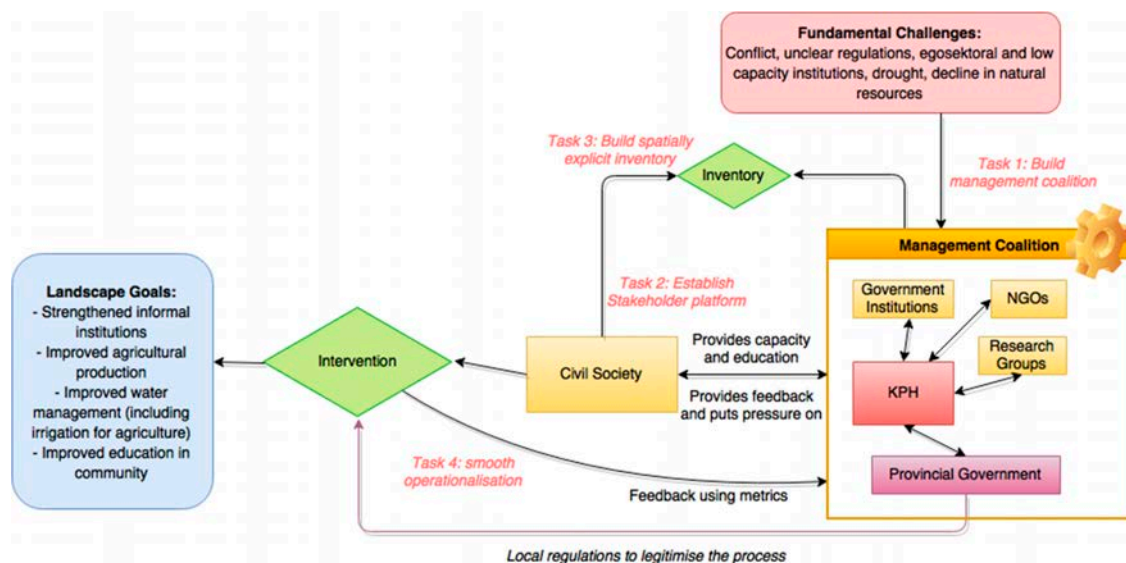 Fundamental Challenges:
Conflict, unclear regulations, egosektoral and low
capacity institutions, drought, decline in natural
resources
Task 3: Build spatially
explicit inventory
Inventory
Task 1: Build
management coalition
Management Coalition
Landscape Goals:
- Strengthened informal
institutions
- Improved agricultural
production
- Improved water
management (including
irrigation for agriculture)
- Improved education in
community
Task 2: Establish
Stakeholder platform
Government
Institutions
NGOs
Intervention
Civil Society
Provides capacity
and education
Provides feedback
and puts pressure on
Research
Groups
KPH
Task 4: smooth
operationalisation
Feedback using metrics
Provincial Government
Local regulations to legitimise the process